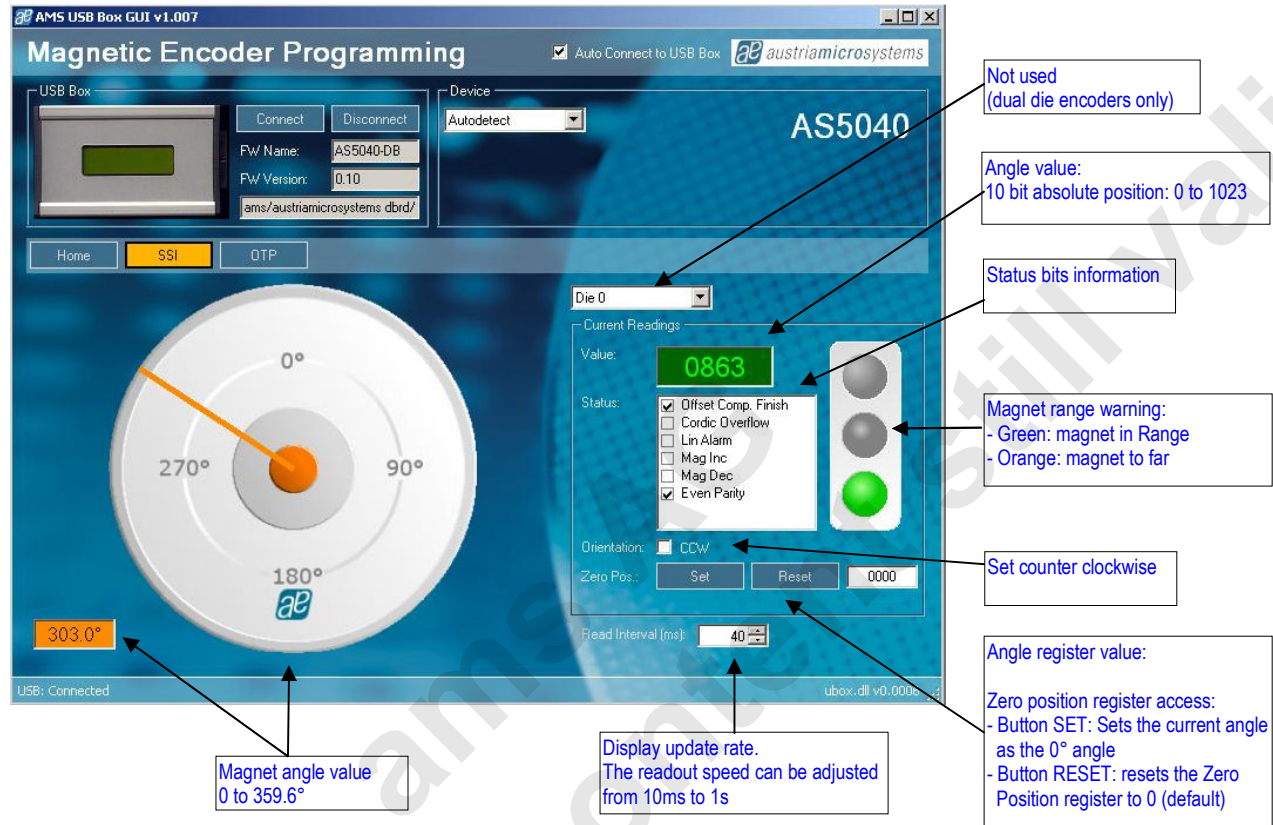 AMS USB Box GUI v1.007
Magnetic Encoder Programming
Auto Connect to USB Box
austriamicrosystems
USB Box
Connect
Disconnect
FW Name:
AS5040-DB
FW Version:
0.10
ams/austriamicrosystems dbrd/
Device
Autodetect
AS5040
Home
SSI
OTP
0°
90°
180°
270°
303.0°
Die 0
Current Readings
Value:
0863
Status:
Offset Comp. Finish
Cordic Overflow
Lin Alarm
Mag Inc
Mag Dec
Even Parity
Orientation:
CCW
Zero Pos.:
Set
Reset
0000
Read Interval (ms):
40
USB: Connected
ubox.dll v0.0006
Not used
(dual die encoders only)
Angle value:
10 bit absolute position: 0 to 1023
Status bits information
Magnet range warning:
- Green: magnet in Range
- Orange: magnet to far
Set counter clockwise
Angle register value:
Zero position register access:
- Button SET: Sets the current angle
as the 0° angle
- Button RESET: resets the Zero
Position register to 0 (default)
Magnet angle value
0 to 359.6°
Display update rate.
The readout speed can be adjusted
from 10ms to 1s
ams AG
still vali